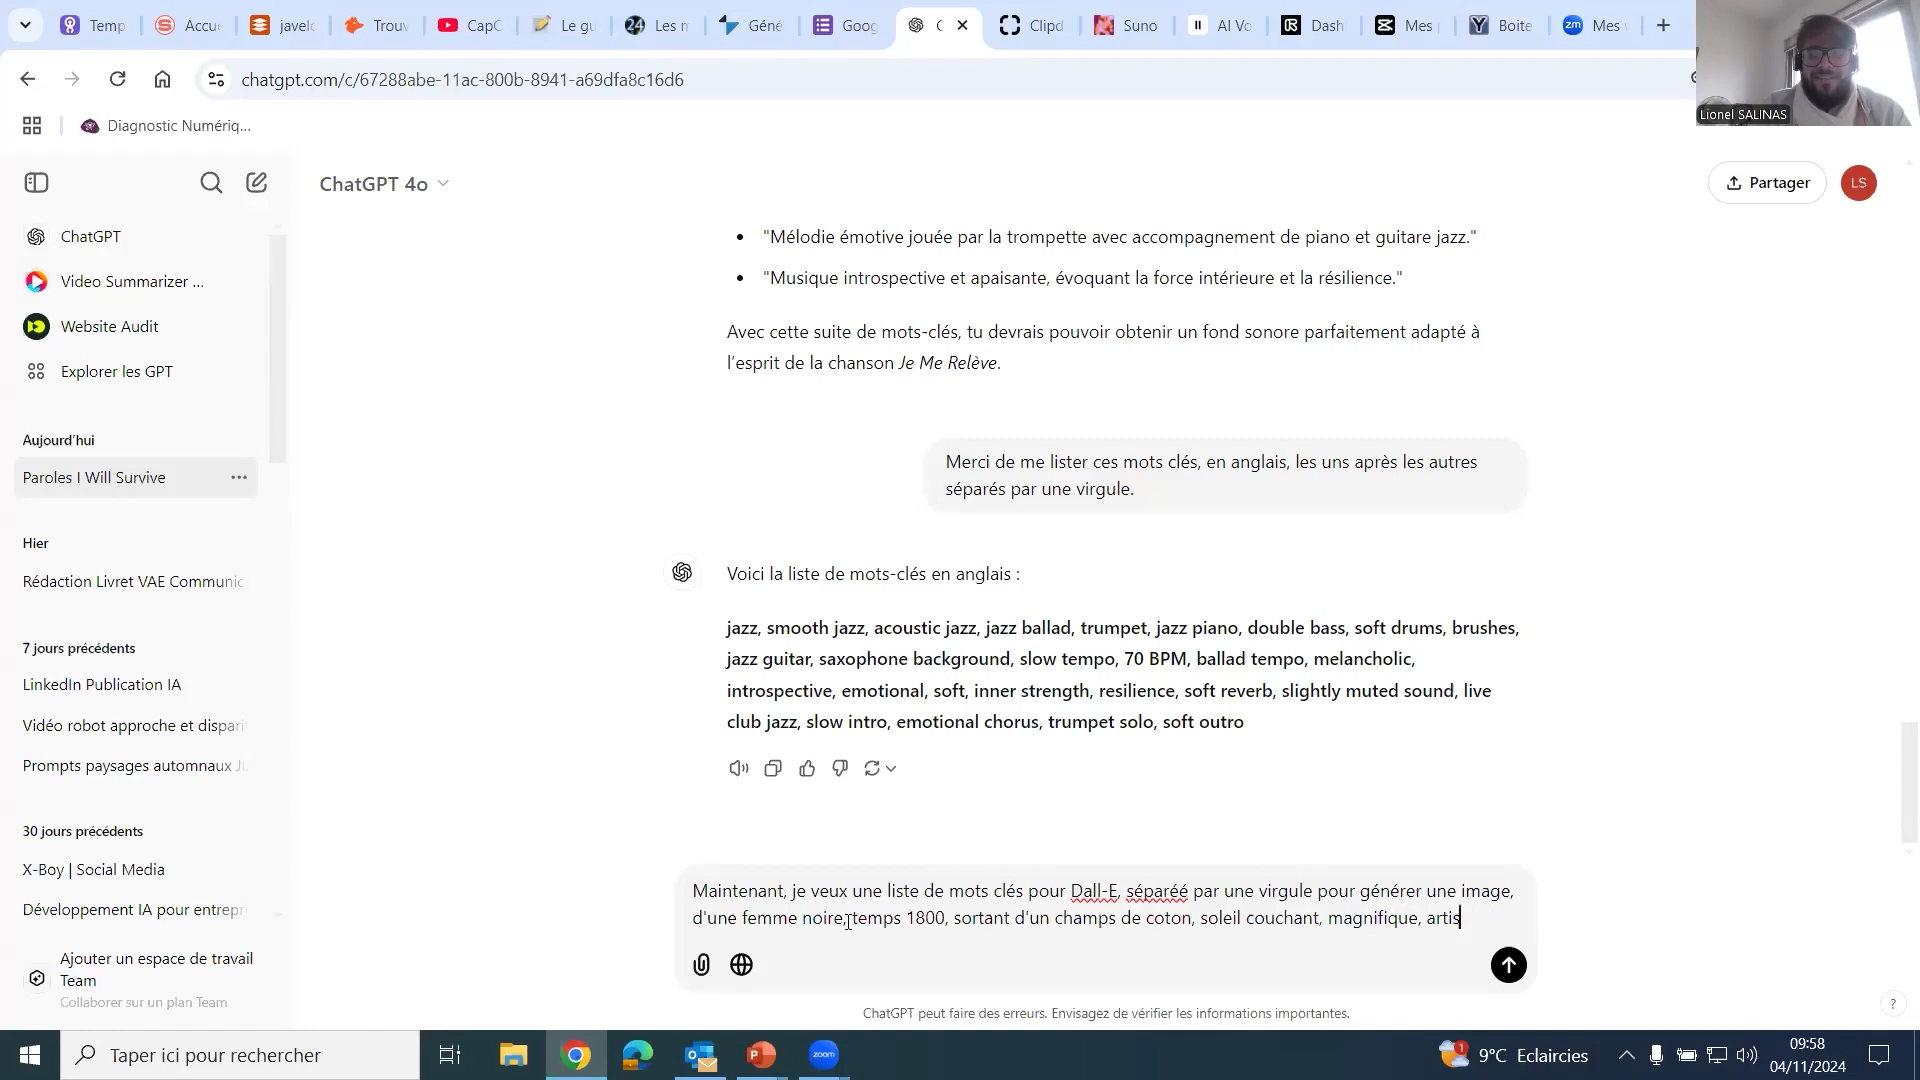 Temp
Accu
javel
Trouv
CapC
Le gu
24
Les m
Géné
Goog
C
Clipd
Suno
AI Vo
Dash
Mes
Boite
zm
Mes
chatgpt.com/c/67288abe-11ac-800b-8941-a69dfa8c16d6
Diagnostic Numériq...
Lionel SALINAS
ChatGPT 4o
Partager
LS
ChatGPT
Video Summarizer ...
Website Audit
Explorer les GPT
Aujourd'hui
Paroles I Will Survive
Hier
Rédaction Livret VAE Communic
7 jours précédents
LinkedIn Publication IA
Vidéo robot approche et dispari
Prompts paysages automnaux
30 jours précédents
X-Boy | Social Media
Développement IA pour entrepr
Ajouter un espace de travail
Team
Collaborer sur un plan Team
• "Mélodie émotive jouée par la trompette avec accompagnement de piano et guitare jazz."
• "Musique introspective et apaisante, évoquant la force intérieure et la résilience."
Avec cette suite de mots-clés, tu devrais pouvoir obtenir un fond sonore parfaitement adapté à
l'esprit de la chanson Je Me Relève.
Merci de me lister ces mots clés, en anglais, les uns après les autres
séparés par une virgule.
Voici la liste de mots-clés en anglais :
jazz, smooth jazz, acoustic jazz, jazz ballad, trumpet, jazz piano, double bass, soft drums, brushes,
jazz guitar, saxophone background, slow tempo, 70 BPM, ballad tempo, melancholic,
introspective, emotional, soft, inner strength, resilience, soft reverb, slightly muted sound, live
club jazz, slow intro, emotional chorus, trumpet solo, soft outro
Maintenant, je veux une liste de mots clés pour Dall-E, séparéé par une virgule pour générer une image,
d'une femme noire, temps 1800, sortant d'un champs de coton, soleil couchant, magnifique, artis
ChatGPT peut faire des erreurs. Envisagez de vérifier les informations importantes.
?
Taper ici pour rechercher
zoom
1
9°C Eclaircies
09:58
04/11/2024